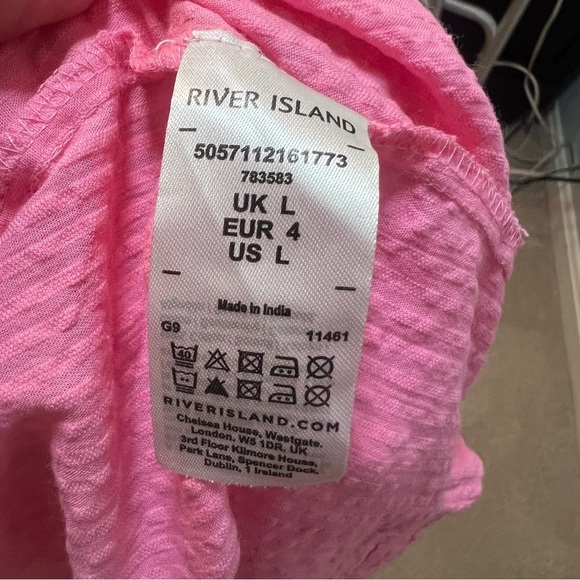 RIVER ISLAND
5057112161773
783583
UK L
EUR 4
US L
Made in India
G9 11461
40
RIVERISLAND.COM
Chelsea House, Westgate,
London, W5 1DR, UK
3rd Floor Kilmore House,
Park Lane, Spencer Dock,
Dublin, 1 Ireland